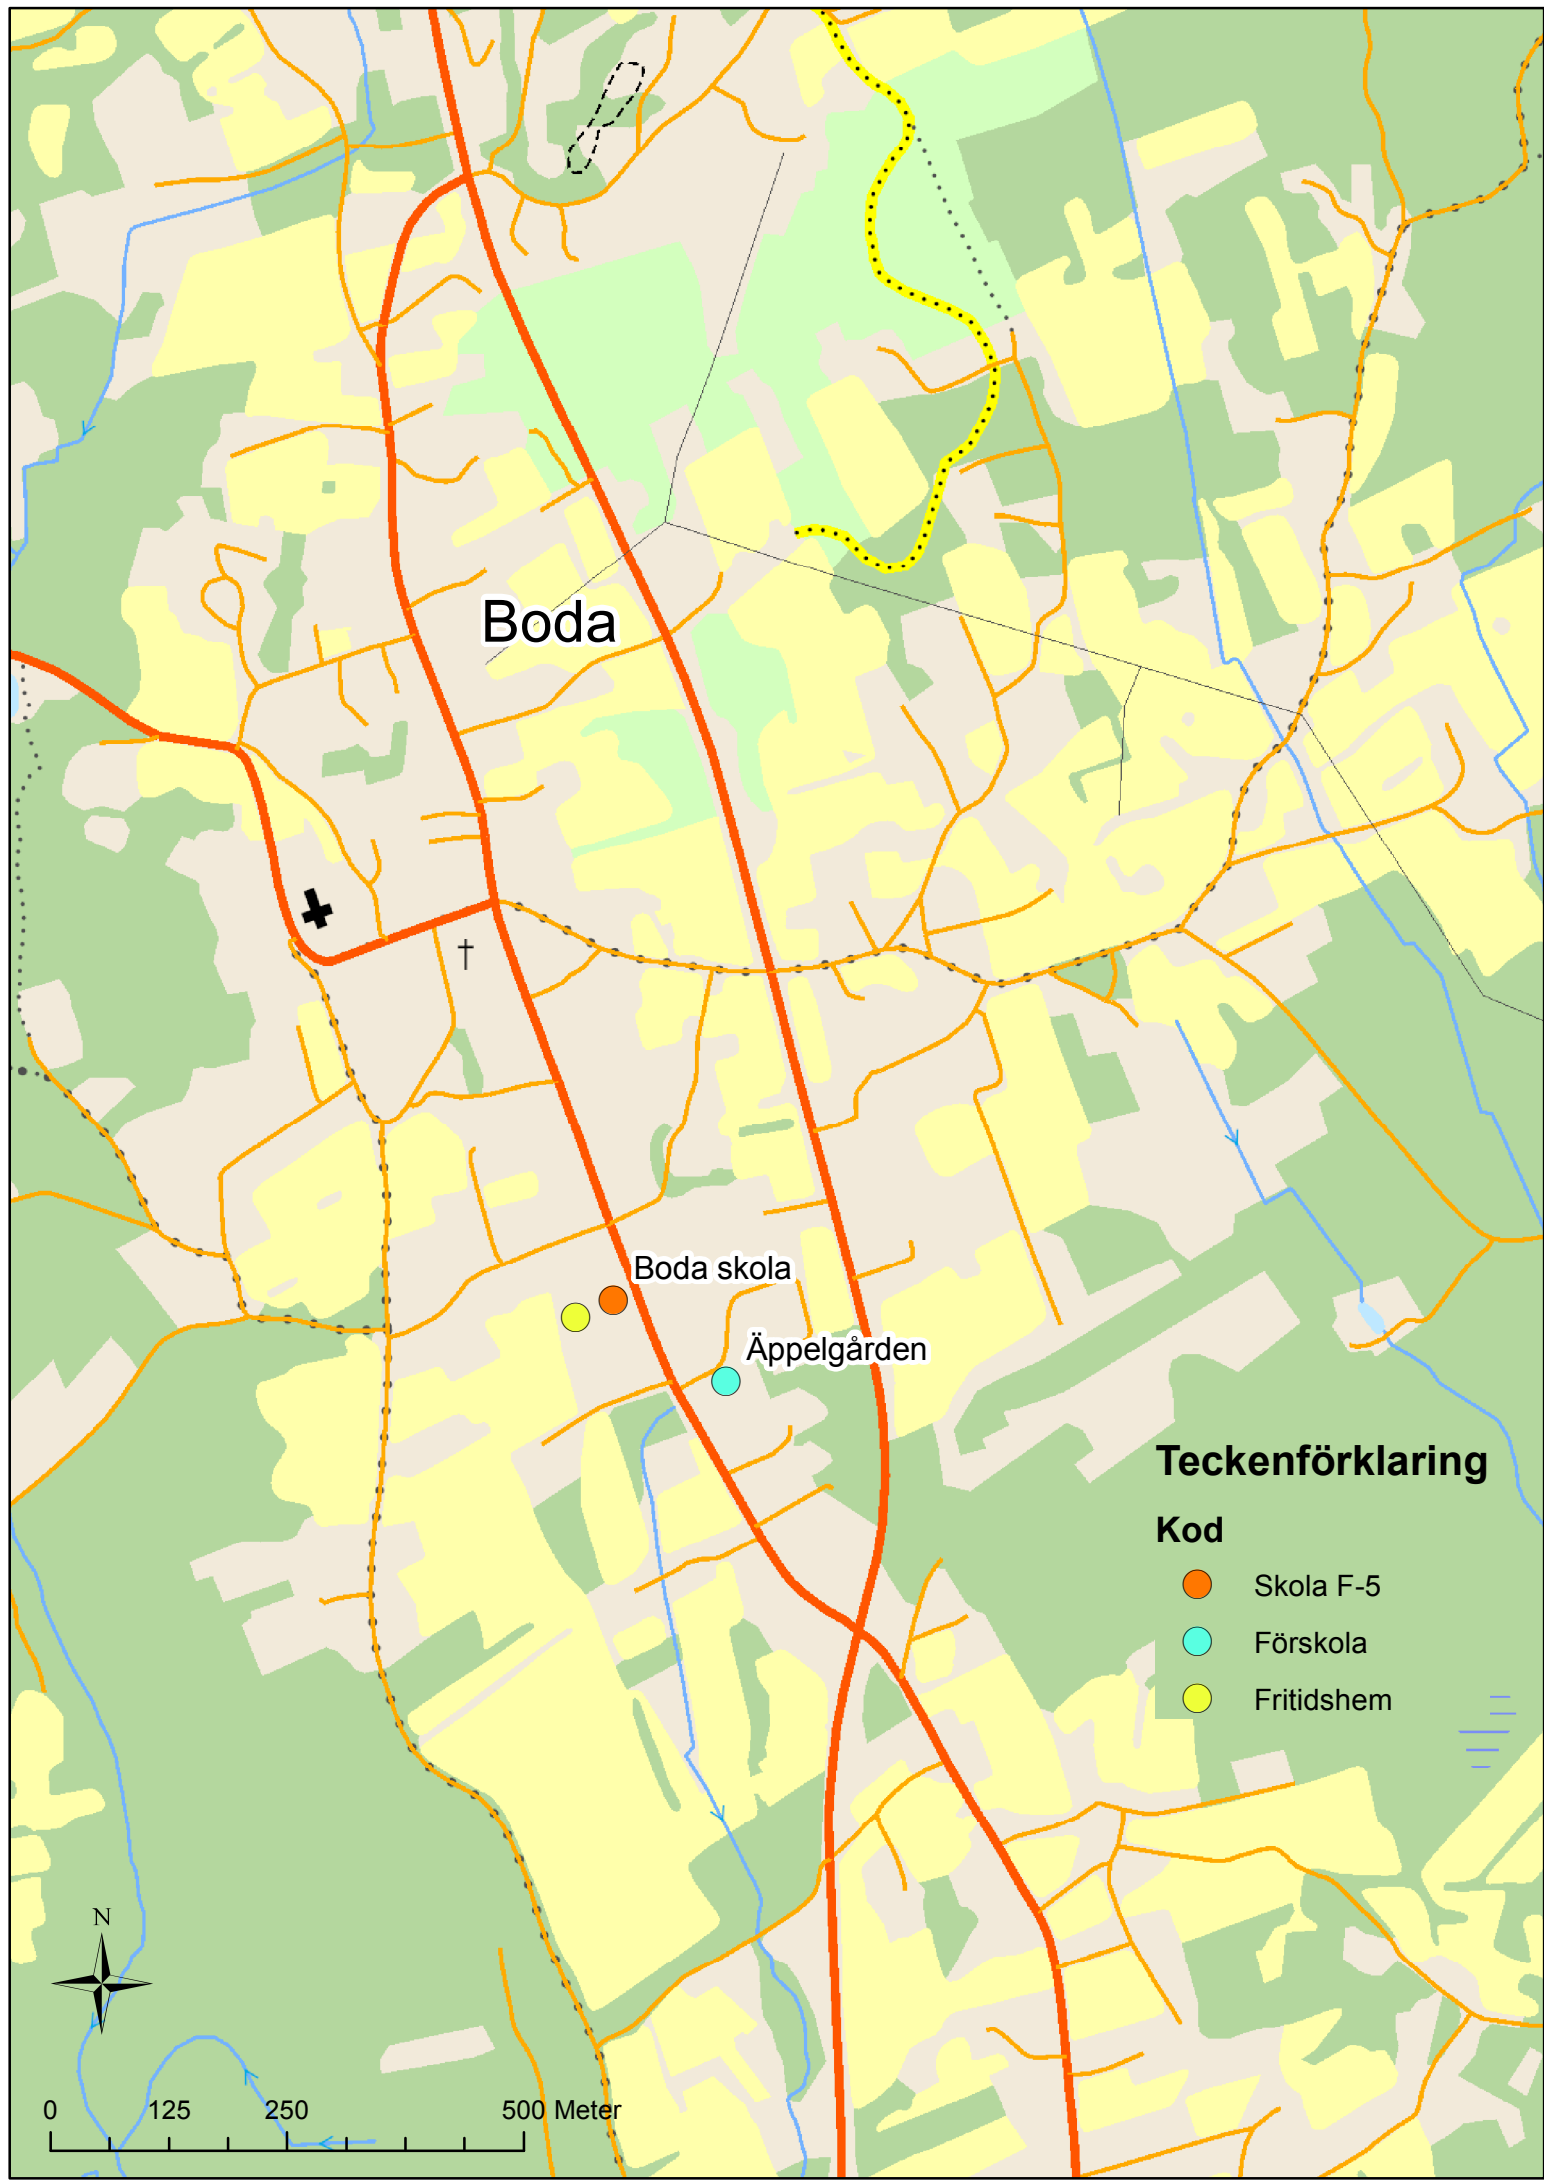 Boda
Boda skola
Äppelgården
Teckenförklaring
Kod
Skola F-5
Förskola
Fritidshem
N
0 125 250 500 Meter